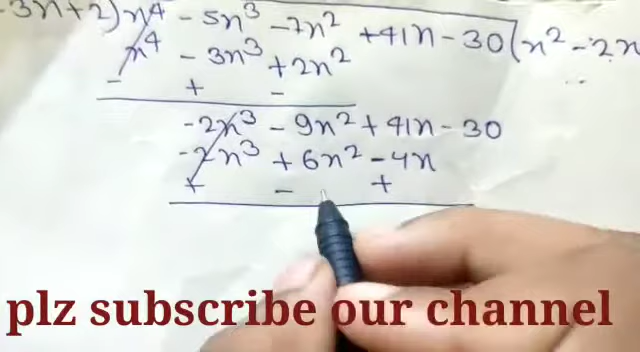 3x+2)x⁴ - 5x³ - 7x² + 41x - 30(x² - 2x
x⁴ - 3x³ + 2x²
- + -
-2x³ - 9x² + 41x - 30
-2x³ + 6x² - 4x
+ - +
plz subscribe our channel